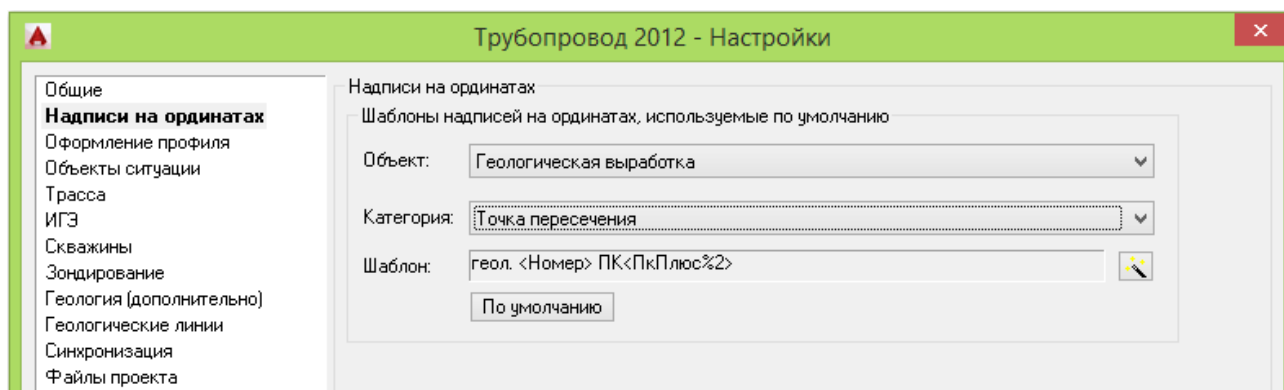 Трубопровод 2012 - Настройки
Общие
Надписи на ординатах
Оформление профиля
Объекты ситуации
Трасса
ИГЭ
Скважины
Зондирование
Геология (дополнительно)
Геологические линии
Синхронизация
Файлы проекта
Надписи на ординатах
Шаблоны надписей на ординатах, используемые по умолчанию
Объект: Геологическая выработка
Категория: Точка пересечения
Шаблон: геол. <Номер> ПК<ПкПлюс%2>
По умолчанию